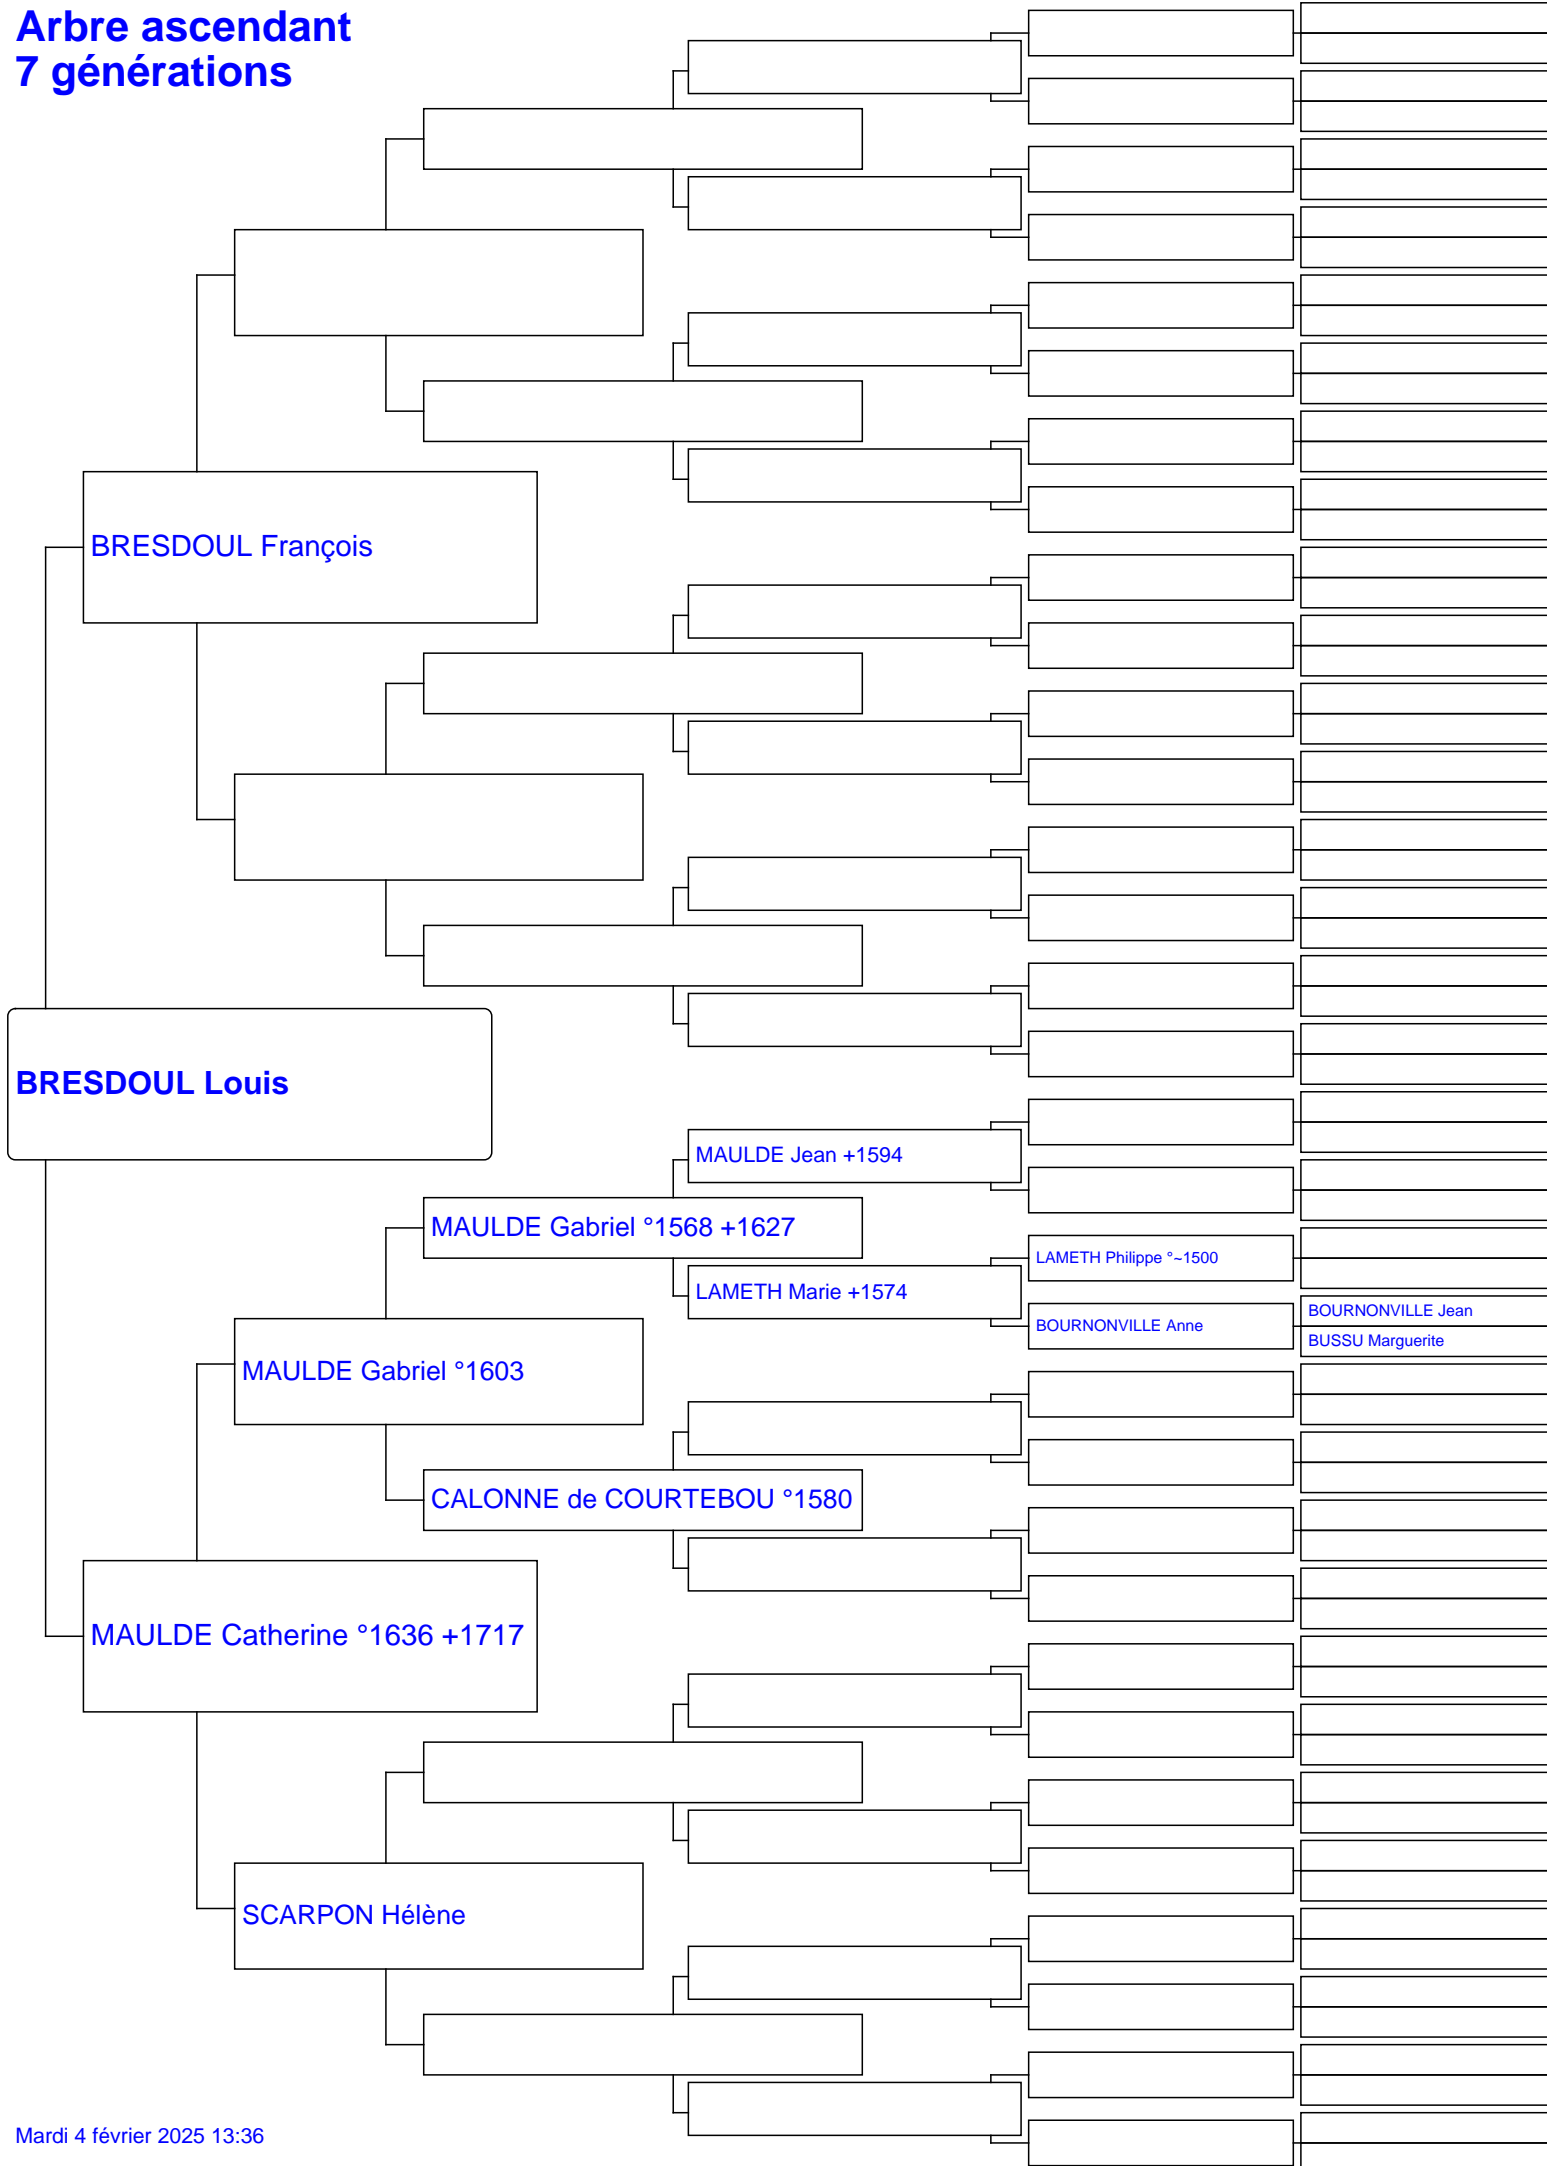 Arbre ascendant
7 générations
BRESDOUL François
BRESDOUL Louis
MAULDE Jean +1594
MAULDE Gabriel °1568 +1627
LAMETH Philippe °~1500
LAMETH Marie +1574
BOURNONVILLE Jean
BOURNONVILLE Anne
BUSSU Marguerite
MAULDE Gabriel °1603
CALONNE de COURTEBOU °1580
MAULDE Catherine °1636 +1717
SCARPON Hélène
Mardi 4 février 2025 13:36